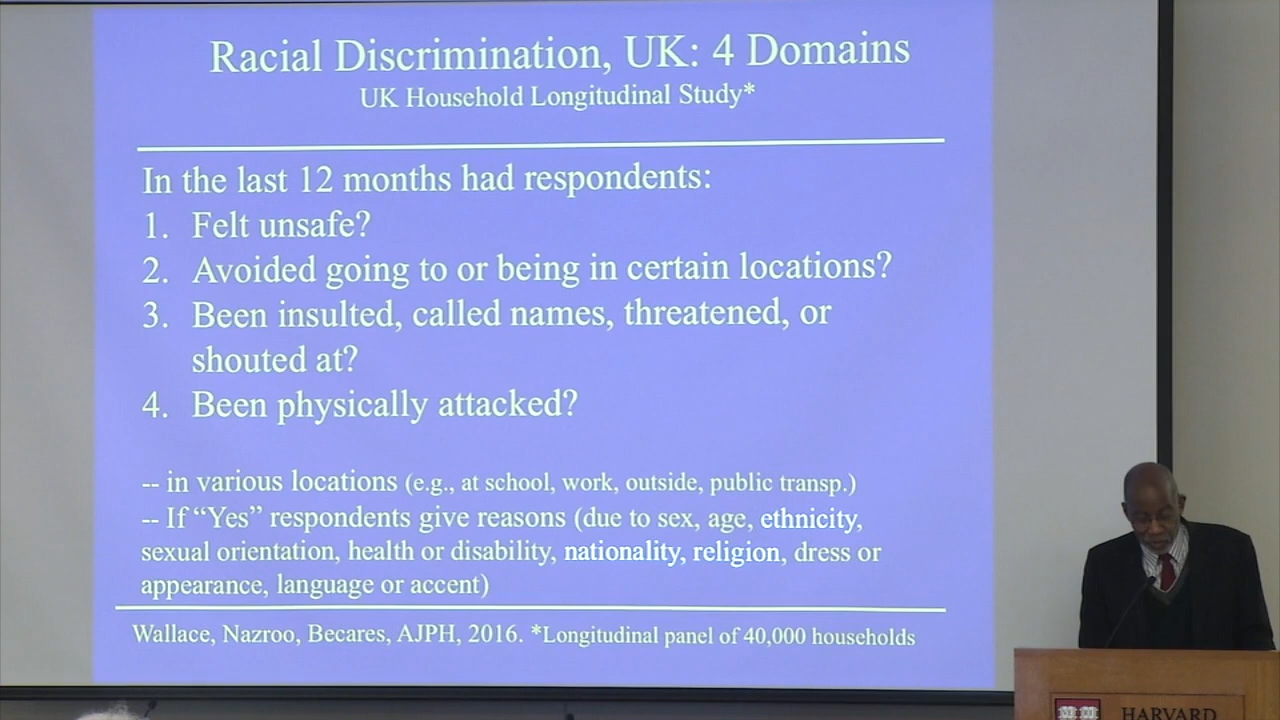 Racial Discrimination, UK: 4 Domains
UK Household Longitudinal Study*
In the last 12 months had respondents:
1. Felt unsafe?
2. Avoided going to or being in certain locations?
3. Been insulted, called names, threatened, or
shouted at?
4. Been physically attacked?
-- in various locations (e.g., at school, work, outside, public transp.)
-- If “Yes” respondents give reasons (due to sex, age, ethnicity,
sexual orientation, health or disability, nationality, religion, dress or
appearance, language or accent)
Wallace, Nazroo, Becares, AJPH, 2016. *Longitudinal panel of 40,000 households
HARVARD